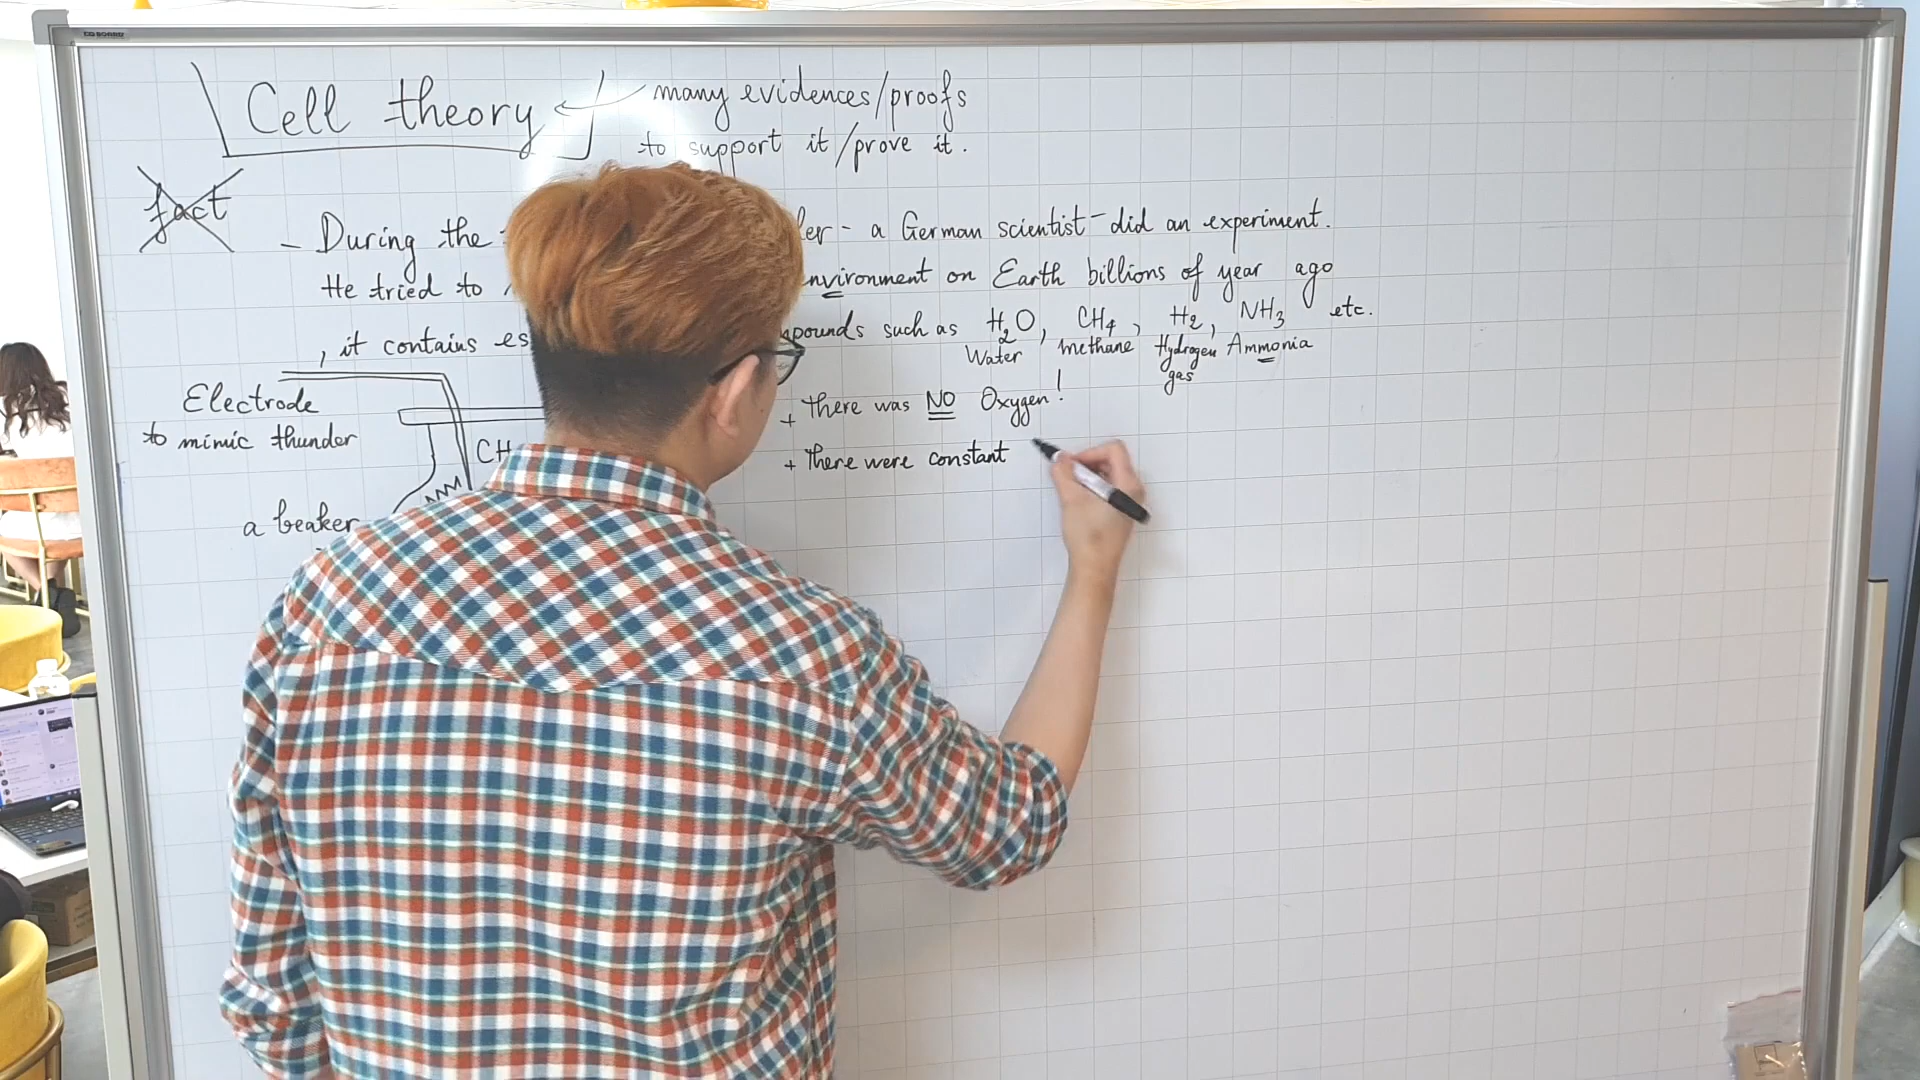 Cell theory
many evidences/proofs
to support it/prove it.
fact
- During the
ler - a German scientist - did an experiment.
He tried to
nvironment on Earth billions of year ago
, it contains es
pounds such as H2O, CH4, H2, NH3 etc.
Water methane Hydrogen gas Ammonia
Electrode
to mimic thunder
CH
a beaker
+ there was NO Oxygen!
+ there were constant